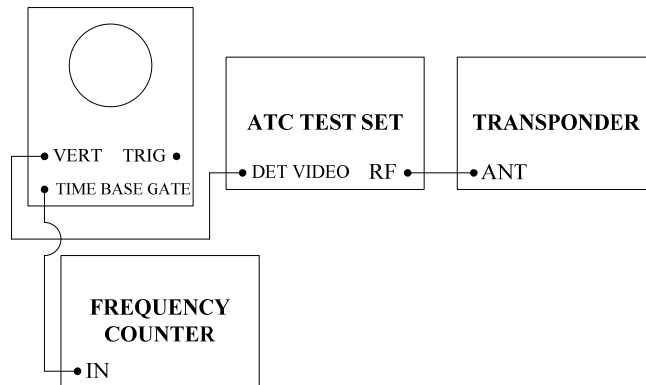 VERT TRIG
TIME BASE GATE
ATC TEST SET
DET VIDEO RF
TRANSPONDER
ANT
FREQUENCY
COUNTER
IN